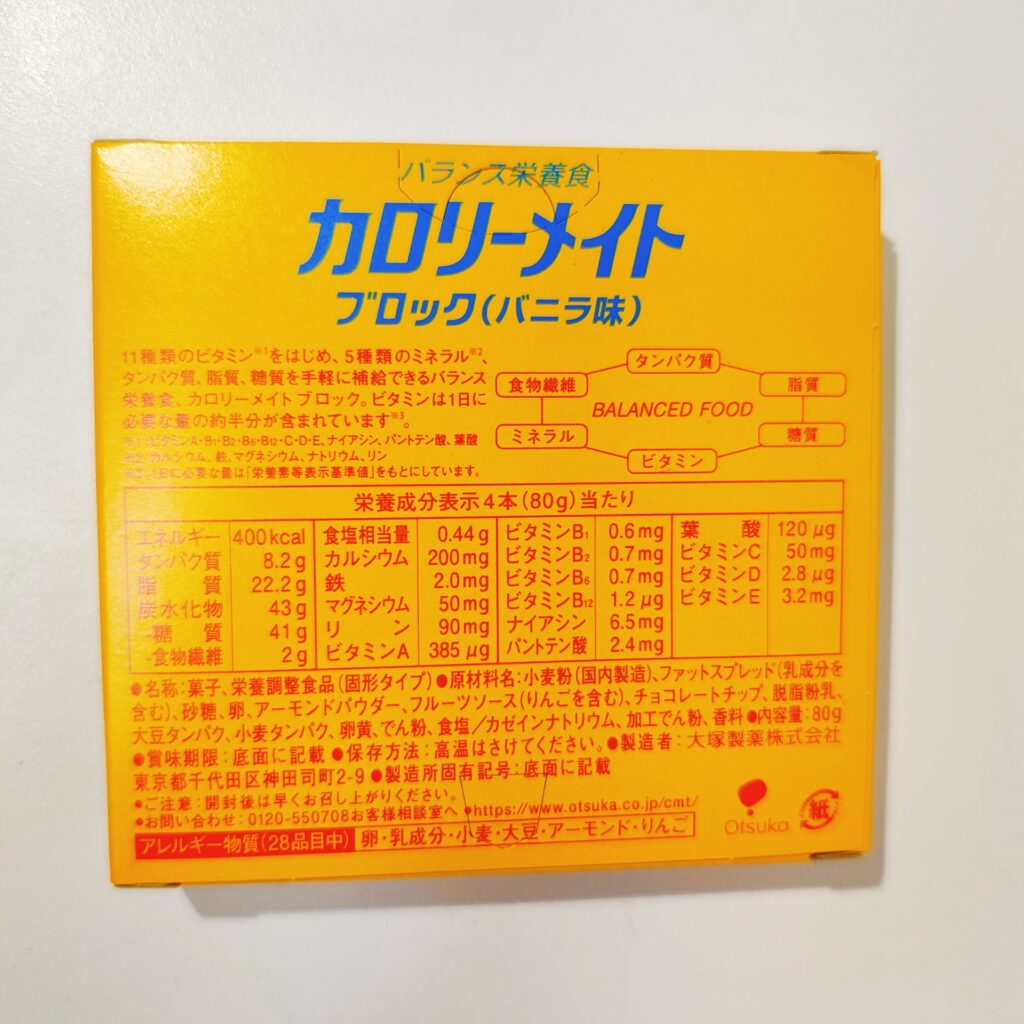 バランス栄養食
カロリーメイト
ブロック(バニラ味)
11種類のビタミン※1をはじめ、5種類のミネラル※2、
タンパク質、脂質、糖質を手軽に補給できるバランス
栄養食、カロリーメイト ブロック。ビタミンは1日に
必要な量の約半分が含まれています※3。
※1・ビタミンA・B1・B2・B6・B12・C・D・E、ナイアシン、パントテン酸、葉酸
※2・カルシウム、鉄、マグネシウム、ナトリウム、リン
※3・1日に必要な量は「栄養素等表示基準値」をもとにしています。
タンパク質
食物繊維
脂質
BALANCED FOOD
ミネラル
糖質
ビタミン
栄養成分表示4本(80g)当たり
エネルギー 400kcal 食塩相当量 0.44g ビタミンB1 0.6mg 葉酸 120μg
タンパク質 8.2g カルシウム 200mg ビタミンB2 0.7mg ビタミンC 50mg
脂質 22.2g 鉄 2.0mg ビタミンB6 0.7mg ビタミンD 2.8μg
炭水化物 43g マグネシウム 50mg ビタミンB12 1.2μg ビタミンE 3.2mg
-糖質 41g リン 90mg ナイアシン 6.5mg
-食物繊維 2g ビタミンA 385μg パントテン酸 2.4mg
●名称:菓子、栄養調整食品(固形タイプ)●原材料名:小麦粉(国内製造)、ファットスプレッド(乳成分を
含む)、砂糖、卵、アーモンドパウダー、フルーツソース(りんごを含む)、チョコレートチップ、脱脂粉乳、
大豆タンパク、小麦タンパク、卵黄、でん粉、食塩/カゼインナトリウム、加工でん粉、香料●内容量:80g
●賞味期限:底面に記載 ●保存方法:高温はさけてください。●製造者:大塚製薬株式会社
東京都千代田区神田司町2-9 ●製造所固有記号:底面に記載
●ご注意:開封後は早くお召し上がりください。
●お問い合わせ:0120-550708お客様相談室へ ●https://www.otsuka.co.jp/cmt/
アレルギー物質(28品目中) 卵・乳成分・小麦・大豆・アーモンド・りんご
Otsuka
紙